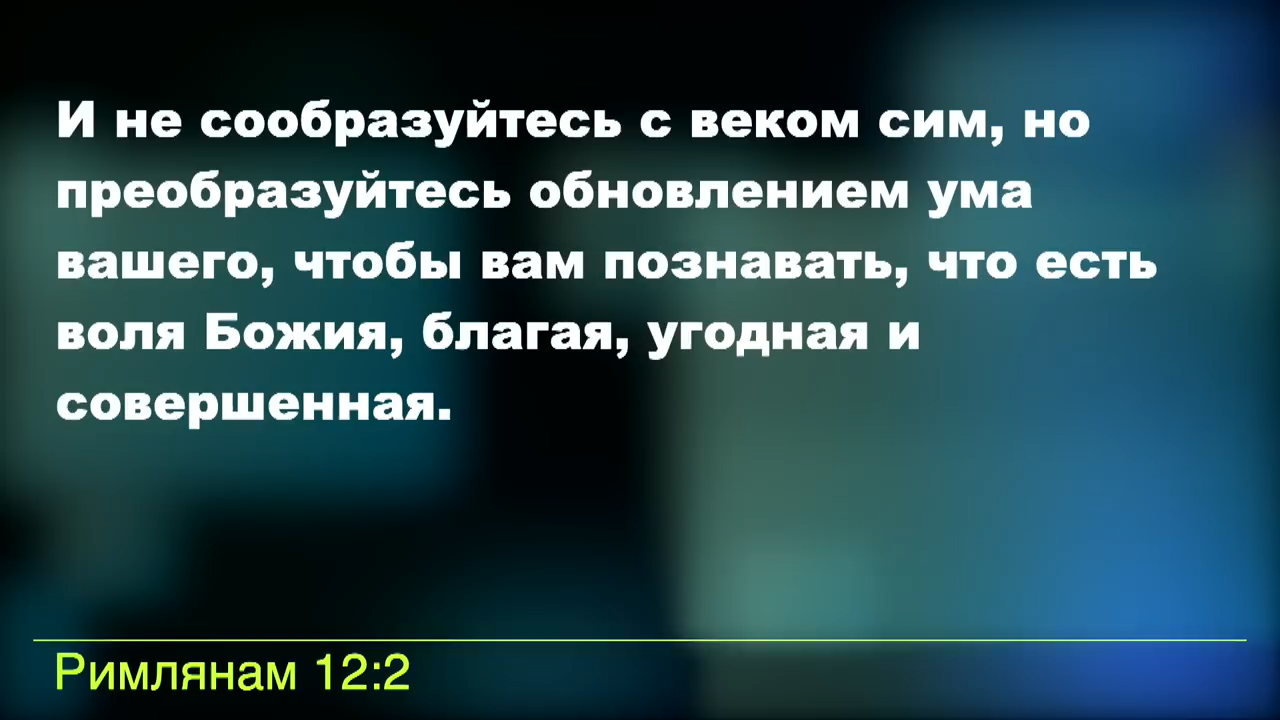 И не сообразуйтесь с веком сим, но
преобразуйтесь обновлением ума
вашего, чтобы вам познавать, что есть
воля Божия, благая, угодная и
совершенная.
Римлянам 12:2